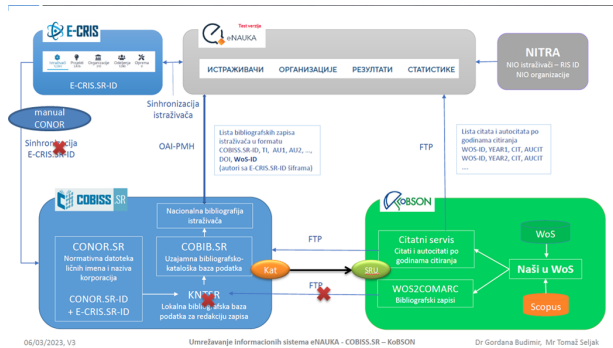 E-CRIS.SR
E-CRIS.SR-ID
manual
CONOR
Sinhronizacija
E-CRIS.SR-ID
Test verzija
eNAUKA
ИСТРАЖИВАЧИ ОРГАНИЗАЦИЈЕ РЕЗУЛТАТИ СТАТИСТИКЕ
NITRA
NIO istraživači – RIS ID
NIO organizacije
Sinhronizacija
istraživača
OAI-PMH
Lista bibliografskih zapisa
istraživača u formatu
COBISS.SR-ID, TI, AU1, AU2, ...,
DOI, WoS-ID
(autori sa E-CRIS.SR-ID šiframa)
FTP
Lista citata i autocitata po
godinama citiranja
WOS-ID, YEAR1, CIT, AUCIT
WOS-ID, YEAR2, CIT, AUCIT
....
COBISS.SR
Nacionalna bibliografija
istraživača
CONOR.SR
Normativna datoteka
ličnih imena i naziva
korporacija
CONOR.SR-ID
+ E-CRIS.SR-ID
COBIB.SR
Uzajamna bibliografsko-
kataloška baza podatka
KNTSR
Lokalna bibliografska baza
podatka za redakciju zapisa
Kat
FTP
FTP
SRU
KoBSON
Citatni servis
Citati i autocitati po
godinama citiranja
WOS2COMARC
Bibliografski zapisi
WoS
Naši u WoS
Scopus
06/03/2023, V3
Umrežavanje informacionih sistema eNAUKA - COBISS.SR – KoBSON
Dr Gordana Budimir, Mr Tomaž Seljak